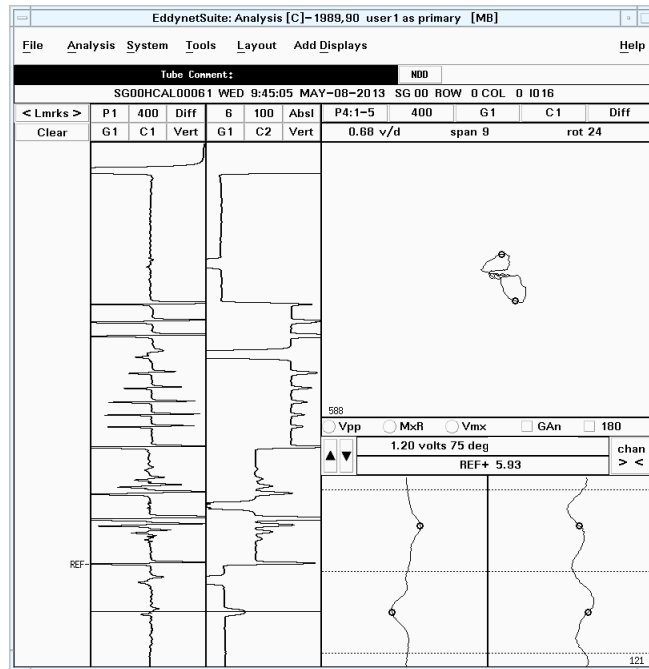 EddynetSuite: Analysis [C]-1989,90 user1 as primary [MB]
File Analysis System Tools Layout Add Displays Help
Tube Comment: NDD
SG00HCAL00061 WED 9:45:05 MAY-08-2013 SG 00 ROW 0 COL 0 IO16
< Lmrks > P1 400 Diff 6 100 Absl P4:1-5 400 G1 C1 Diff
Clear G1 C1 Vert G1 C2 Vert 0.68 v/d span 9 rot 24
588
Vpp MxR Vmx GAn 180
1.20 volts 75 deg chan
REF+ 5.93 > <
REF-
121